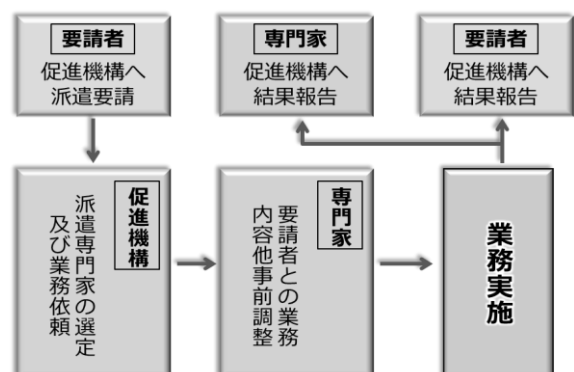 要請者
促進機構へ
派遣要請
専門家
促進機構へ
結果報告
要請者
促進機構へ
結果報告
促進機構
派遣専門家の選定
及び業務依頼
専門家
要請者との業務
内容他事前調整
業務実施